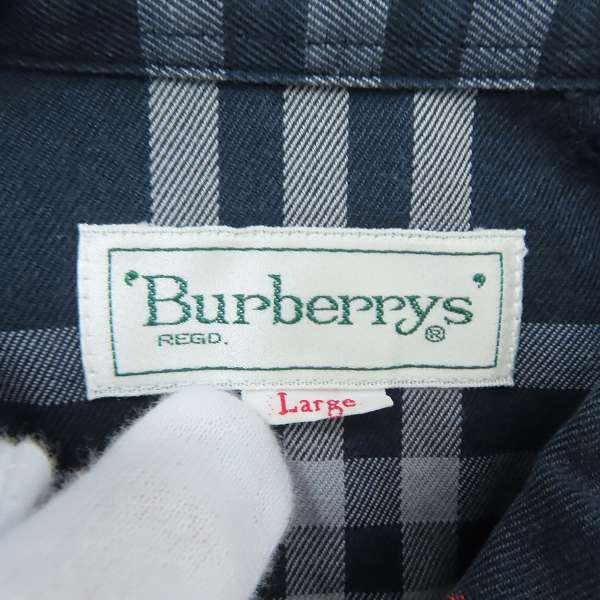 'Burberrys'
REGD. ®
Large